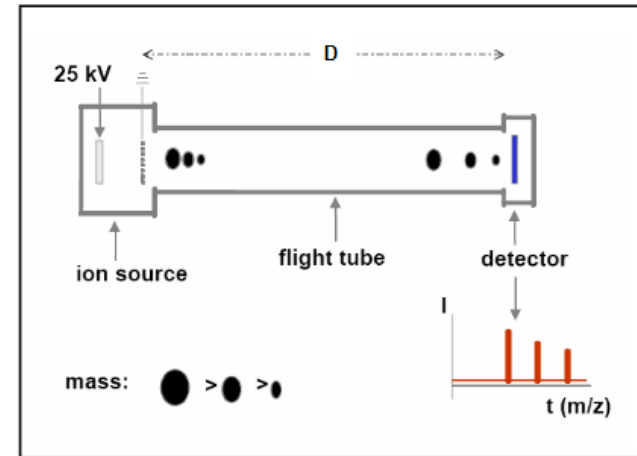 D
25 kV
ion source
flight tube
detector
I
mass: > >
t (m/z)